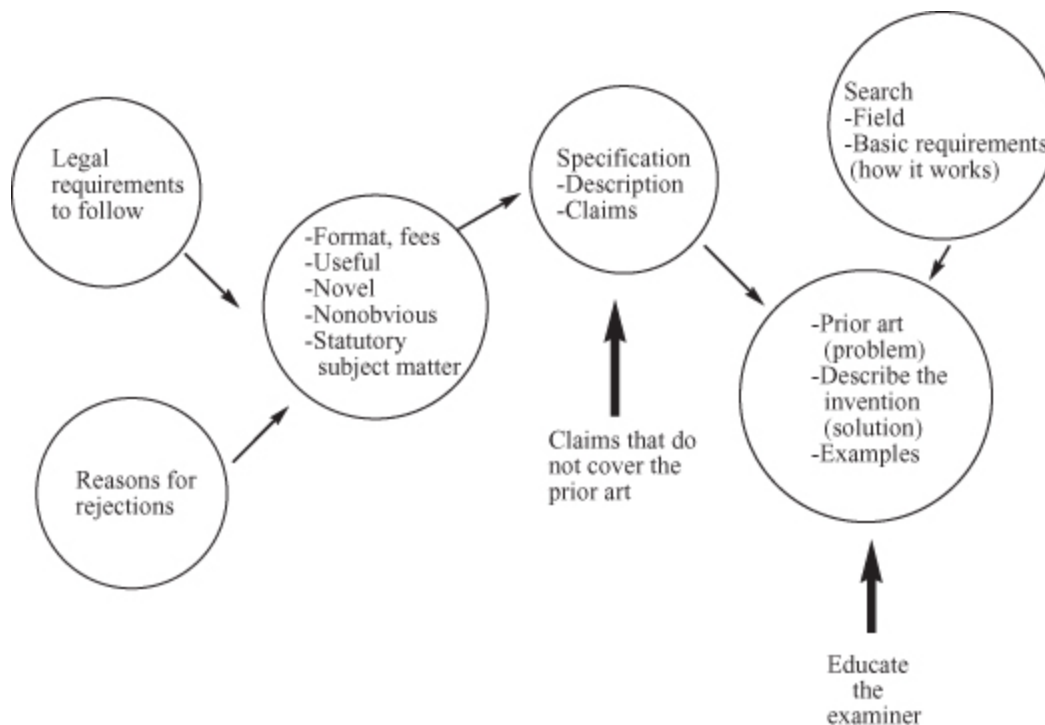 Legal
requirements
to follow
Reasons for
rejections
-Format, fees
-Useful
-Novel
-Nonobvious
-Statutory
subject matter
Specification
-Description
-Claims
Claims that do
not cover the
prior art
Search
-Field
-Basic requirements
(how it works)
-Prior art
(problem)
-Describe the
invention
(solution)
-Examples
Educate
the
examiner